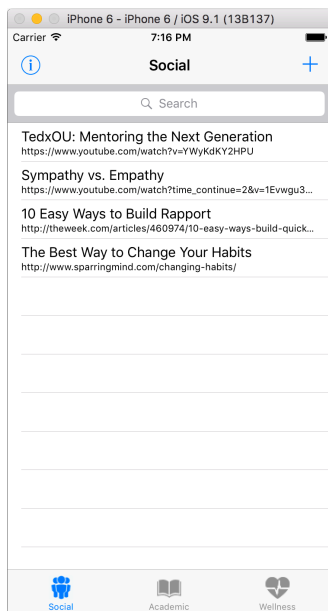 iPhone 6 - iPhone 6 / iOS 9.1 (13B137)
Carrier 7:16 PM
Social
Search
TedxOU: Mentoring the Next Generation
https://www.youtube.com/watch?v=YWyKdKY2HPU
Sympathy vs. Empathy
https://www.youtube.com/watch?time_continue=2&v=1Evwgu3...
10 Easy Ways to Build Rapport
http://theweek.com/articles/460974/10-easy-ways-build-quick...
The Best Way to Change Your Habits
http://www.sparringmind.com/changing-habits/
Social Academic Wellness